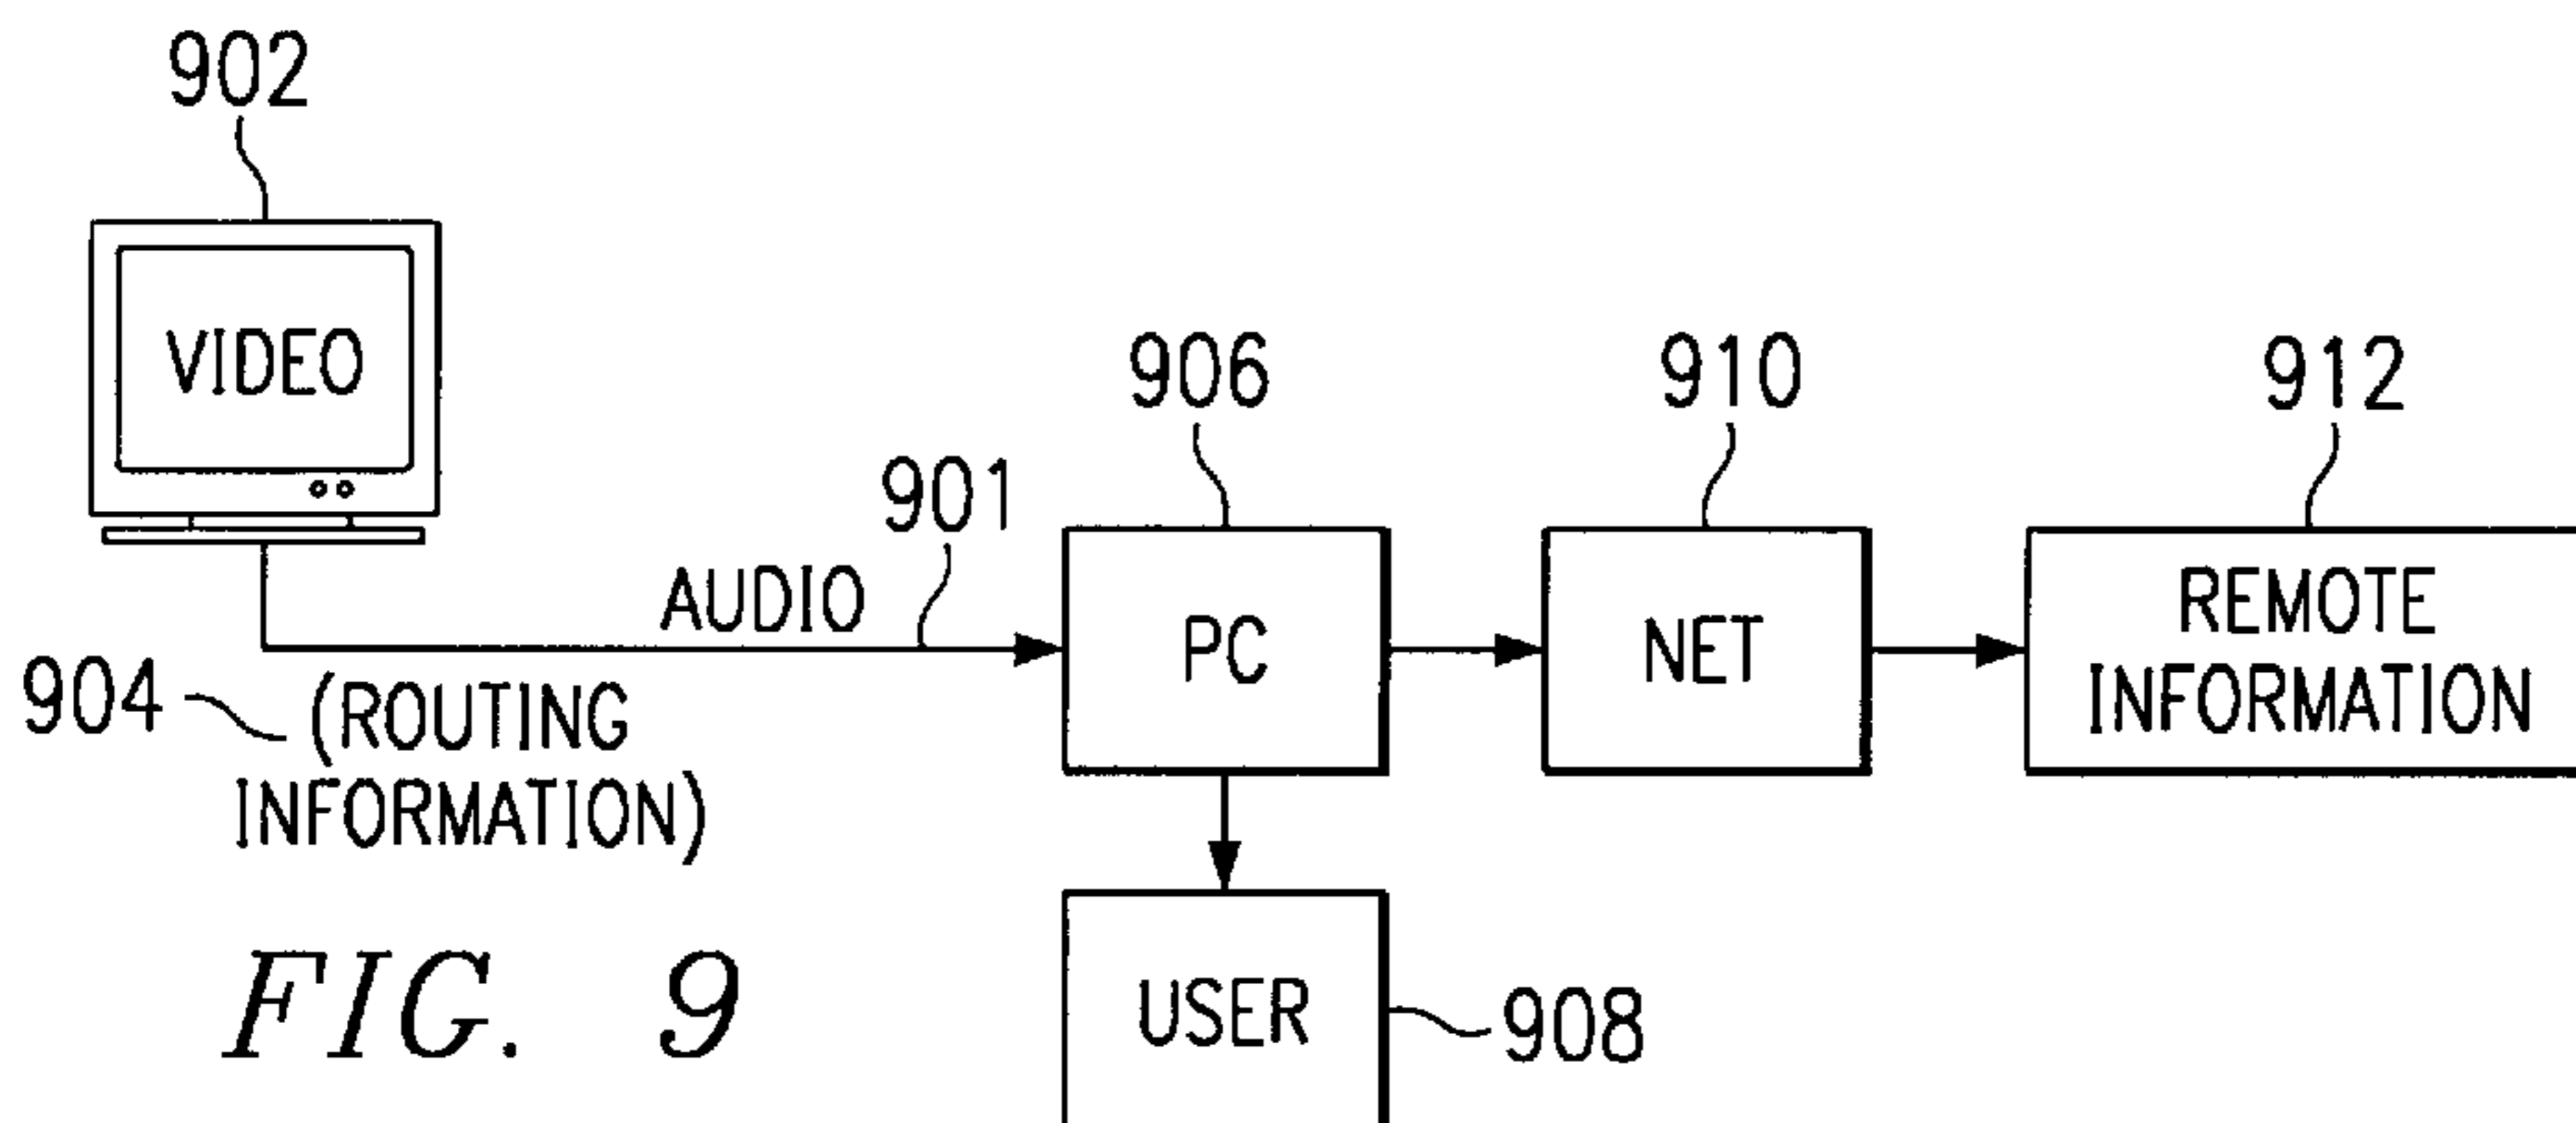 902
VIDEO
906
910
912
901
AUDIO
PC
NET
REMOTE
INFORMATION
904
(ROUTING
INFORMATION)
USER
908
FIG. 9